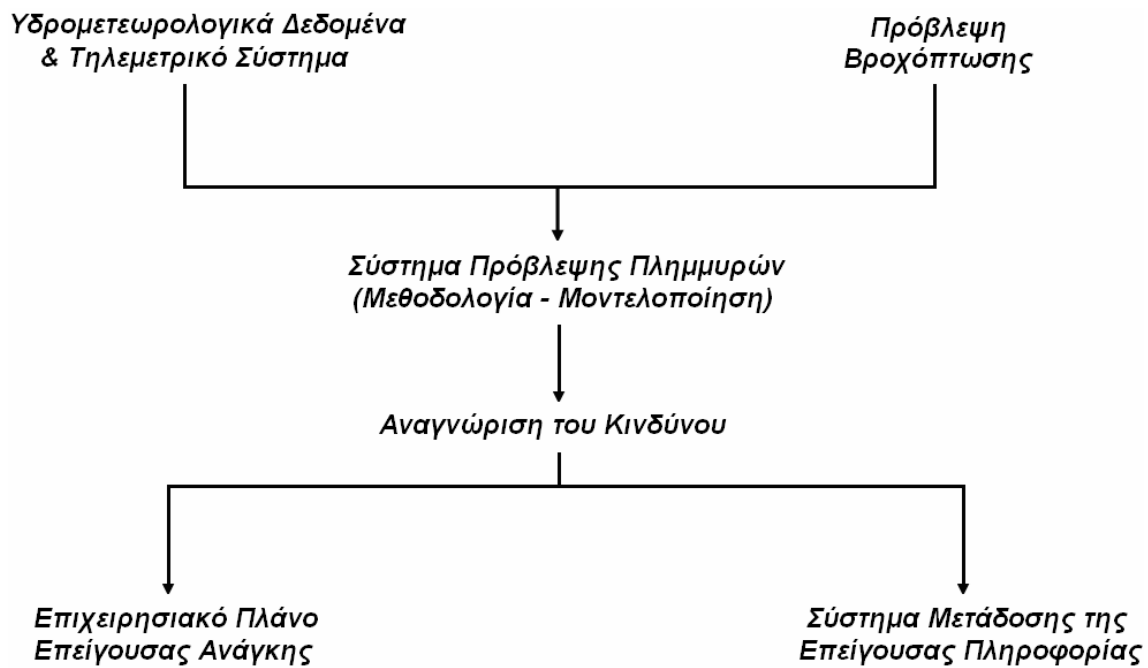 Υδρομετεωρολογικά Δεδομένα
& Τηλεμετρικό Σύστημα
Πρόβλεψη
Βροχόπτωσης
Σύστημα Πρόβλεψης Πλημμυρών
(Μεθοδολογία - Μοντελοποίηση)
Αναγνώριση του Κινδύνου
Επιχειρησιακό Πλάνο
Επείγουσας Ανάγκης
Σύστημα Μετάδοσης της
Επείγουσας Πληροφορίας